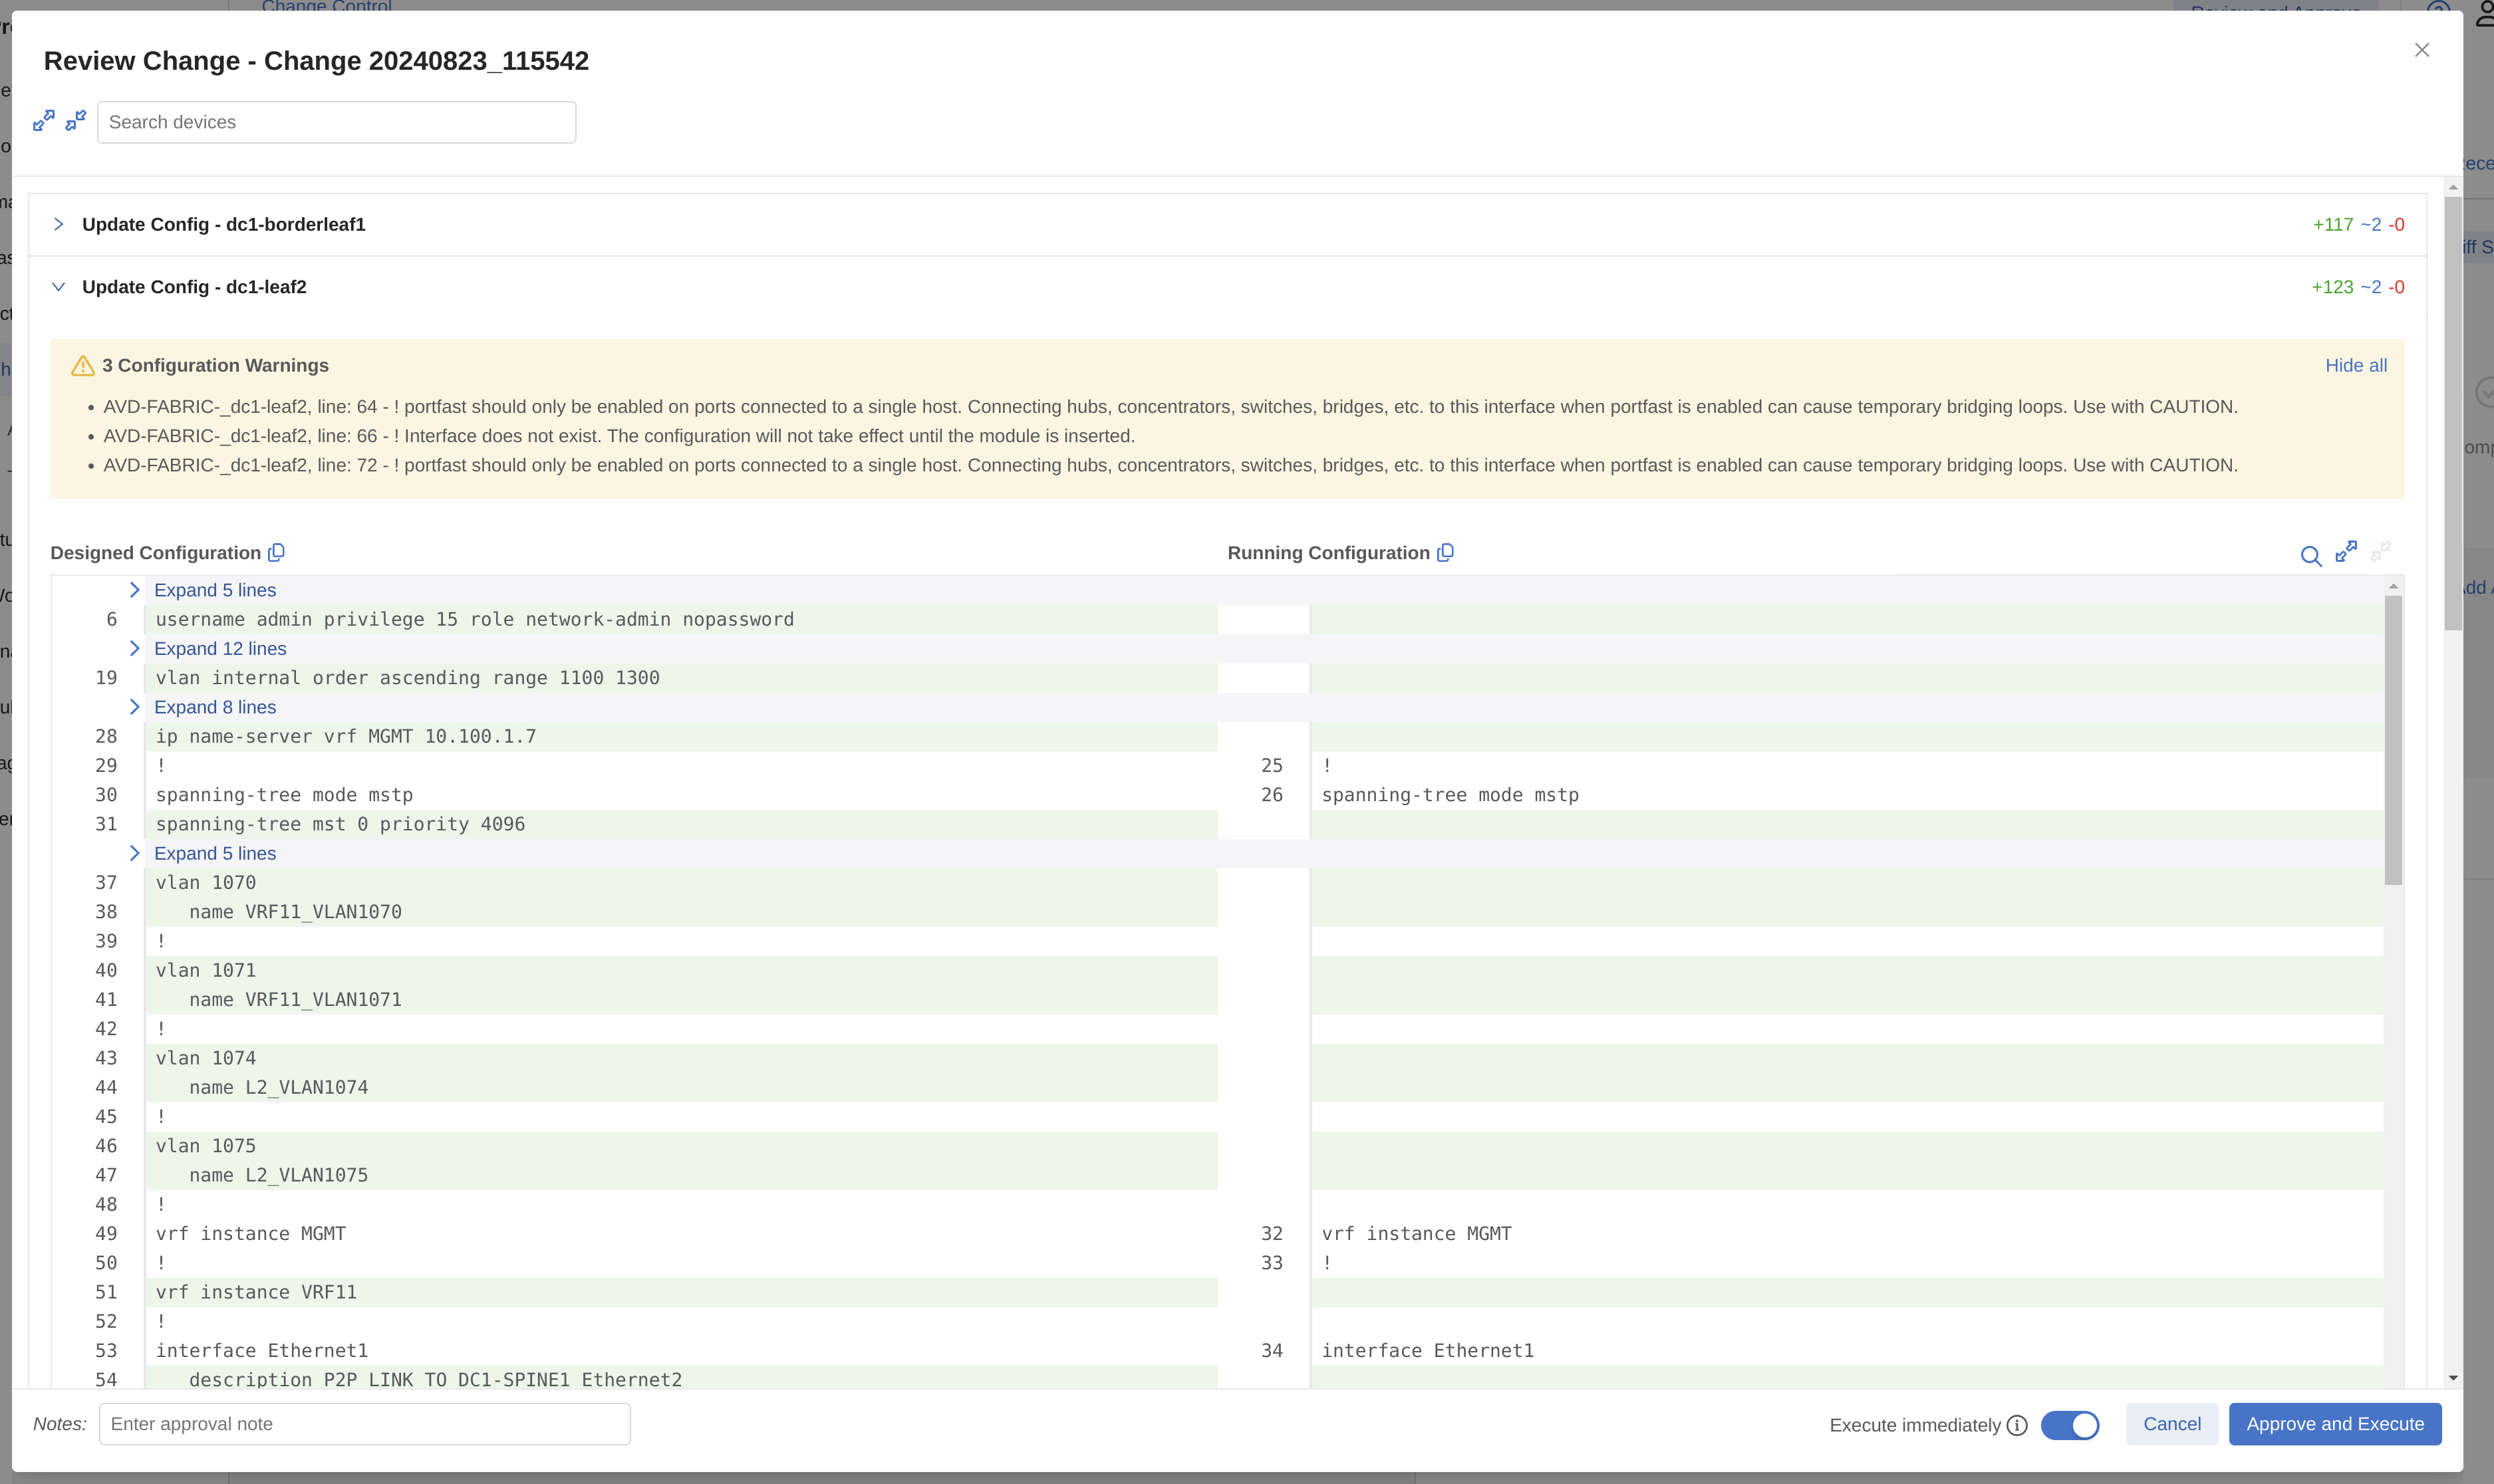 Change Control
Review and Approve
Review Change - Change 20240823_115542
Search devices
Update Config - dc1-borderleaf1
+117 ~2 -0
Update Config - dc1-leaf2
+123 ~2 -0
3 Configuration Warnings
Hide all
• AVD-FABRIC-_dc1-leaf2, line: 64 - ! portfast should only be enabled on ports connected to a single host. Connecting hubs, concentrators, switches, bridges, etc. to this interface when portfast is enabled can cause temporary bridging loops. Use with CAUTION.
• AVD-FABRIC-_dc1-leaf2, line: 66 - ! Interface does not exist. The configuration will not take effect until the module is inserted.
• AVD-FABRIC-_dc1-leaf2, line: 72 - ! portfast should only be enabled on ports connected to a single host. Connecting hubs, concentrators, switches, bridges, etc. to this interface when portfast is enabled can cause temporary bridging loops. Use with CAUTION.
Designed Configuration
Running Configuration
Expand 5 lines
6 username admin privilege 15 role network-admin nopassword
Expand 12 lines
19 vlan internal order ascending range 1100 1300
Expand 8 lines
28 ip name-server vrf MGMT 10.100.1.7
29 ! 25 !
30 spanning-tree mode mstp 26 spanning-tree mode mstp
31 spanning-tree mst 0 priority 4096
Expand 5 lines
37 vlan 1070
38 name VRF11_VLAN1070
39 !
40 vlan 1071
41 name VRF11_VLAN1071
42 !
43 vlan 1074
44 name L2_VLAN1074
45 !
46 vlan 1075
47 name L2_VLAN1075
48 !
49 vrf instance MGMT 32 vrf instance MGMT
50 ! 33 !
51 vrf instance VRF11
52 !
53 interface Ethernet1 34 interface Ethernet1
54 description P2P_LINK_TO_DC1-SPINE1_Ethernet2
Notes: Enter approval note
Execute immediately
Cancel
Approve and Execute